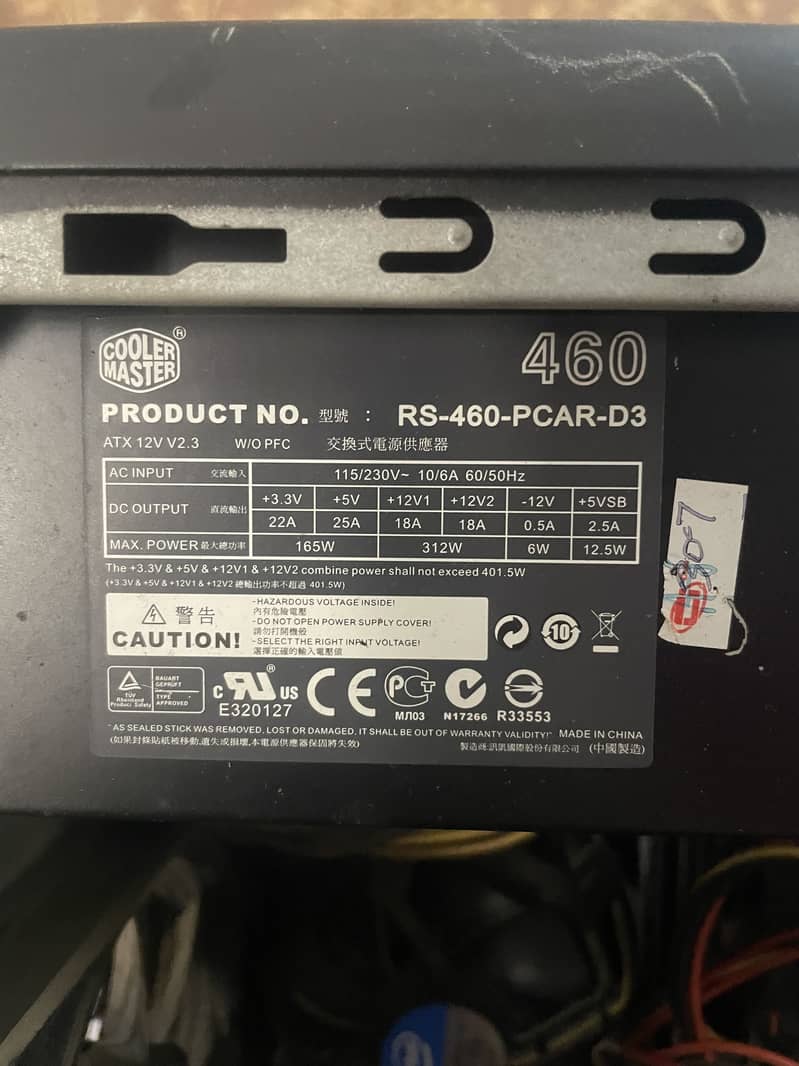 COOLER MASTER ®
460
PRODUCT NO. 型號 : RS-460-PCAR-D3
ATX 12V V2.3 W/O PFC 交換式電源供應器
AC INPUT 交流輸入 115/230V~ 10/6A 60/50Hz
DC OUTPUT 直流輸出 +3.3V +5V +12V1 +12V2 -12V +5VSB
22A 25A 18A 18A 0.5A 2.5A
MAX. POWER 最大總功率 165W 312W 6W 12.5W
The +3.3V & +5V & +12V1 & +12V2 combine power shall not exceed 401.5W
(+3.3V & +5V & +12V1 & +12V2 總輸出功率不超過 401.5W)
警告
CAUTION!
-HAZARDOUS VOLTAGE INSIDE!
內有危險電壓
-DO NOT OPEN POWER SUPPLY COVER!
請勿打開機殼
-SELECT THE RIGHT INPUT VOLTAGE!
選擇正確的輸入電壓值
10
TÜV Rheinland Product Safety
BAUART GEPRÜFT
TYPE APPROVED
c RU ® US
E320127
CE
РСТ
МЛ03
N17266
R33553
"AS SEALED STICK WAS REMOVED, LOST OR DAMAGED, IT SHALL BE OUT OF WARRANTY VALIDITY!" MADE IN CHINA
(如果封條貼紙被移動,遺失或損壞,本電源供應器保固將失效) 製造商:訊凱國際股份有限公司 (中國製造)